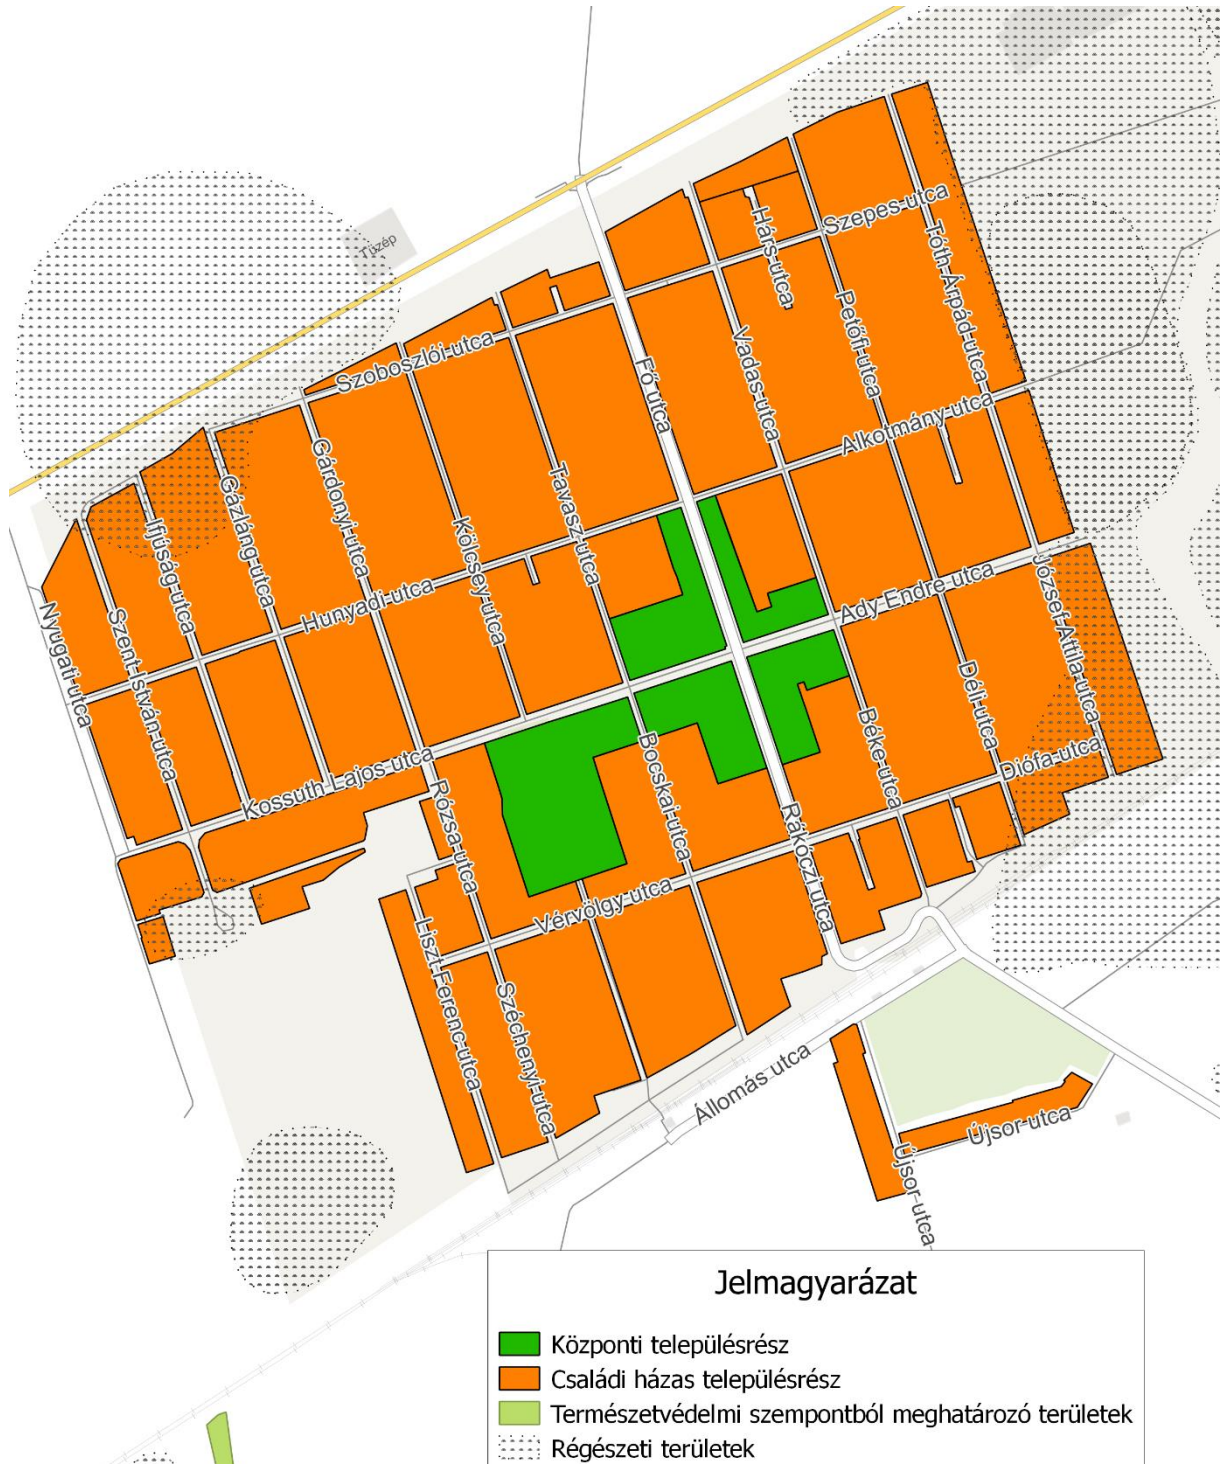 Tüzép
Szepes utca
Hárs utca
Tóth Árpád utca
Petőfi utca
Vadas utca
Fő utca
Szoboszlói utca
Alkotmány utca
Gárdonyi utca
Gázláng utca
Kölcsey utca
Tavasz utca
Ifjúság utca
Hunyadi utca
Ady Endre utca
József Attila utca
Nyugati utca
Szent István utca
Déli utca
Béke utca
Diófa utca
Bocskai utca
Kossuth Lajos utca
Rózsa utca
Rákóczi utca
Vérvölgy utca
Liszt Ferenc utca
Széchenyi utca
Állomás utca
Újsor utca
Újsor utca
Jelmagyarázat
Központi településrész
Családi házas településrész
Természetvédelmi szempontból meghatározó területek
Régészeti területek